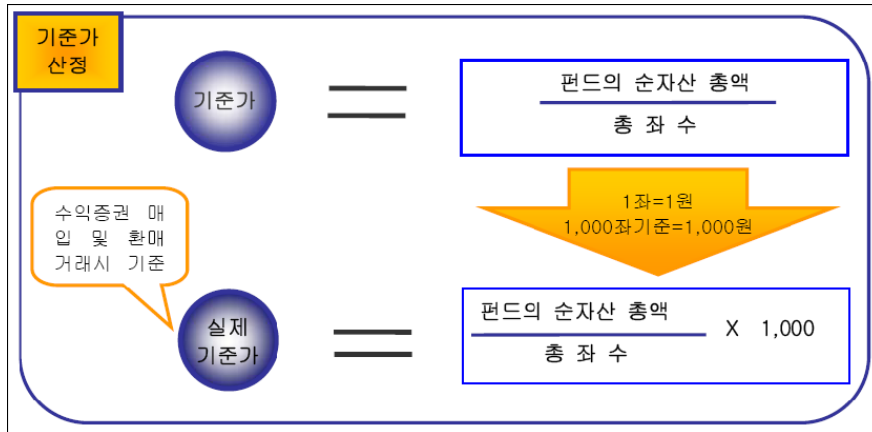 기준가
산정
기준가
펀드의 순자산 총액
총 좌 수
1좌=1원
1,000좌기준=1,000원
수익증권 매
입 및 환매
거래시 기준
실제
기준가
펀드의 순자산 총액
총 좌 수
X 1,000